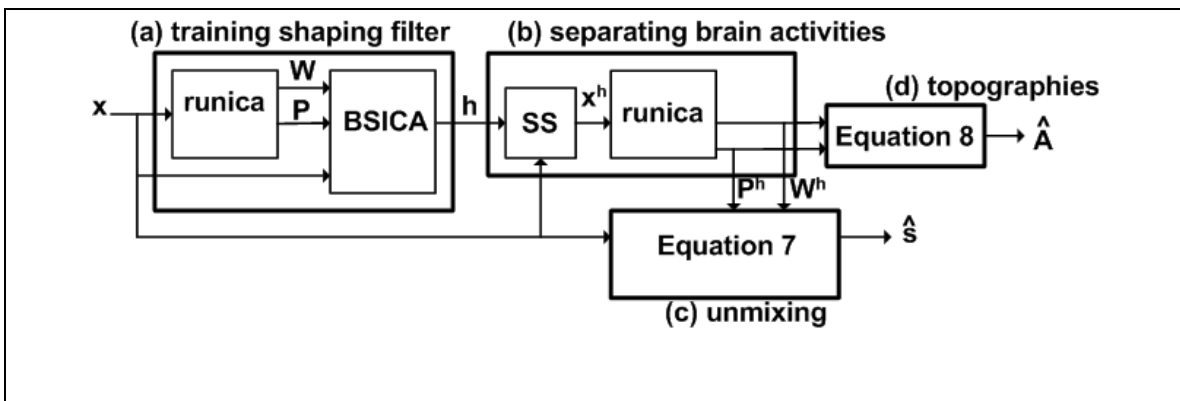 (a) training shaping filter
(b) separating brain activities
x
runica
W
P
BSICA
h
SS
x^h
runica
(d) topographies
Equation 8
Â
P^h
W^h
Equation 7
ŝ
(c) unmixing